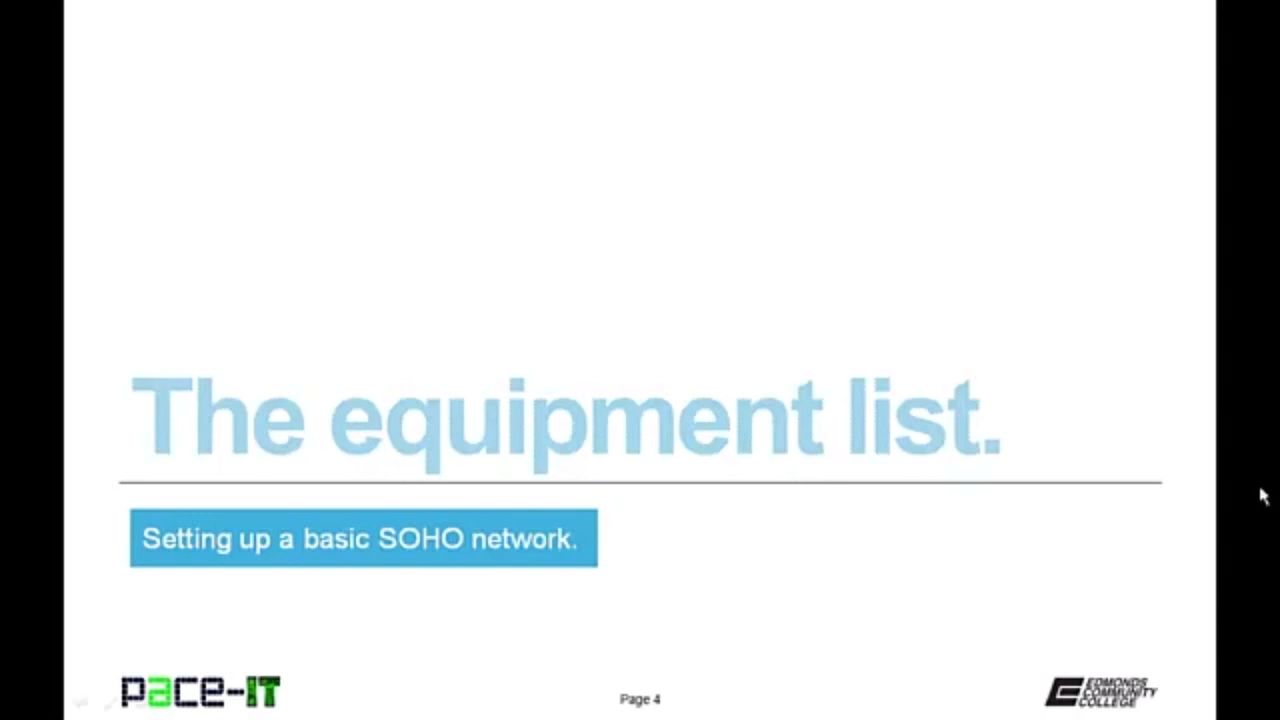 The equipment list.
Setting up a basic SOHO network.
pace-IT
Page 4
EDMONDS
COMMUNITY
COLLEGE